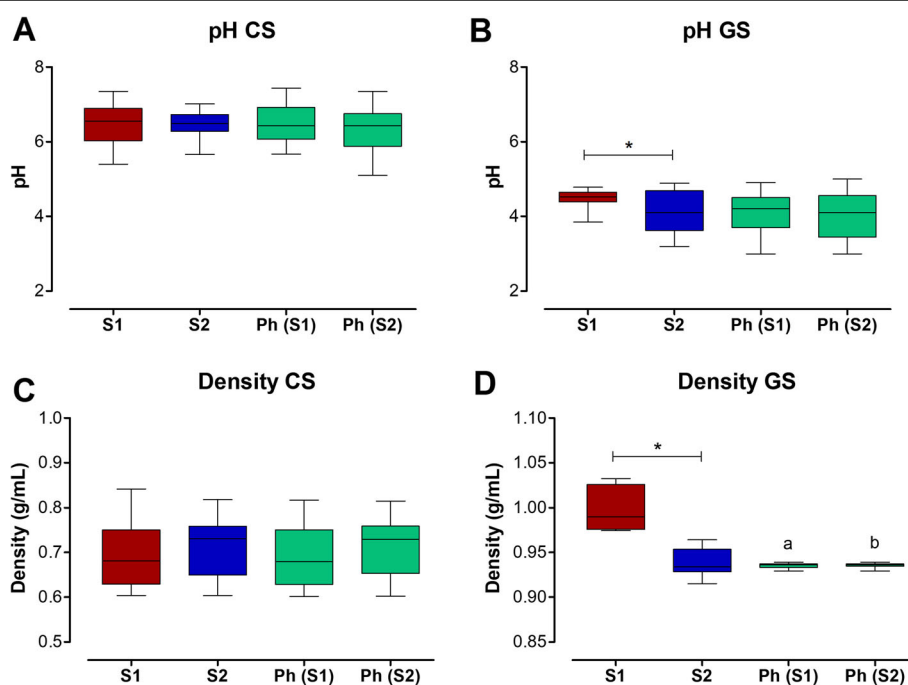 A
pH CS
pH
8
6
4
2
S1 S2 Ph (S1) Ph (S2)
B
pH GS
pH
8
6
4
2
*
S1 S2 Ph (S1) Ph (S2)
C
Density CS
Density (g/mL)
1.0
0.9
0.8
0.7
0.6
0.5
S1 S2 Ph (S1) Ph (S2)
D
Density GS
Density (g/mL)
1.10
1.05
1.00
0.95
0.90
0.85
*
a b
S1 S2 Ph (S1) Ph (S2)